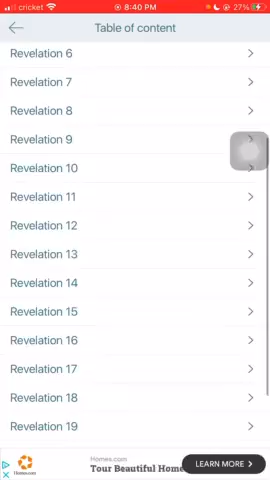 cricket 8:40 PM 27%
Table of content
Revelation 6
Revelation 7
Revelation 8
Revelation 9
Revelation 10
Revelation 11
Revelation 12
Revelation 13
Revelation 14
Revelation 15
Revelation 16
Revelation 17
Revelation 18
Revelation 19
Homes.com
Tour Beautiful Home
LEARN MORE